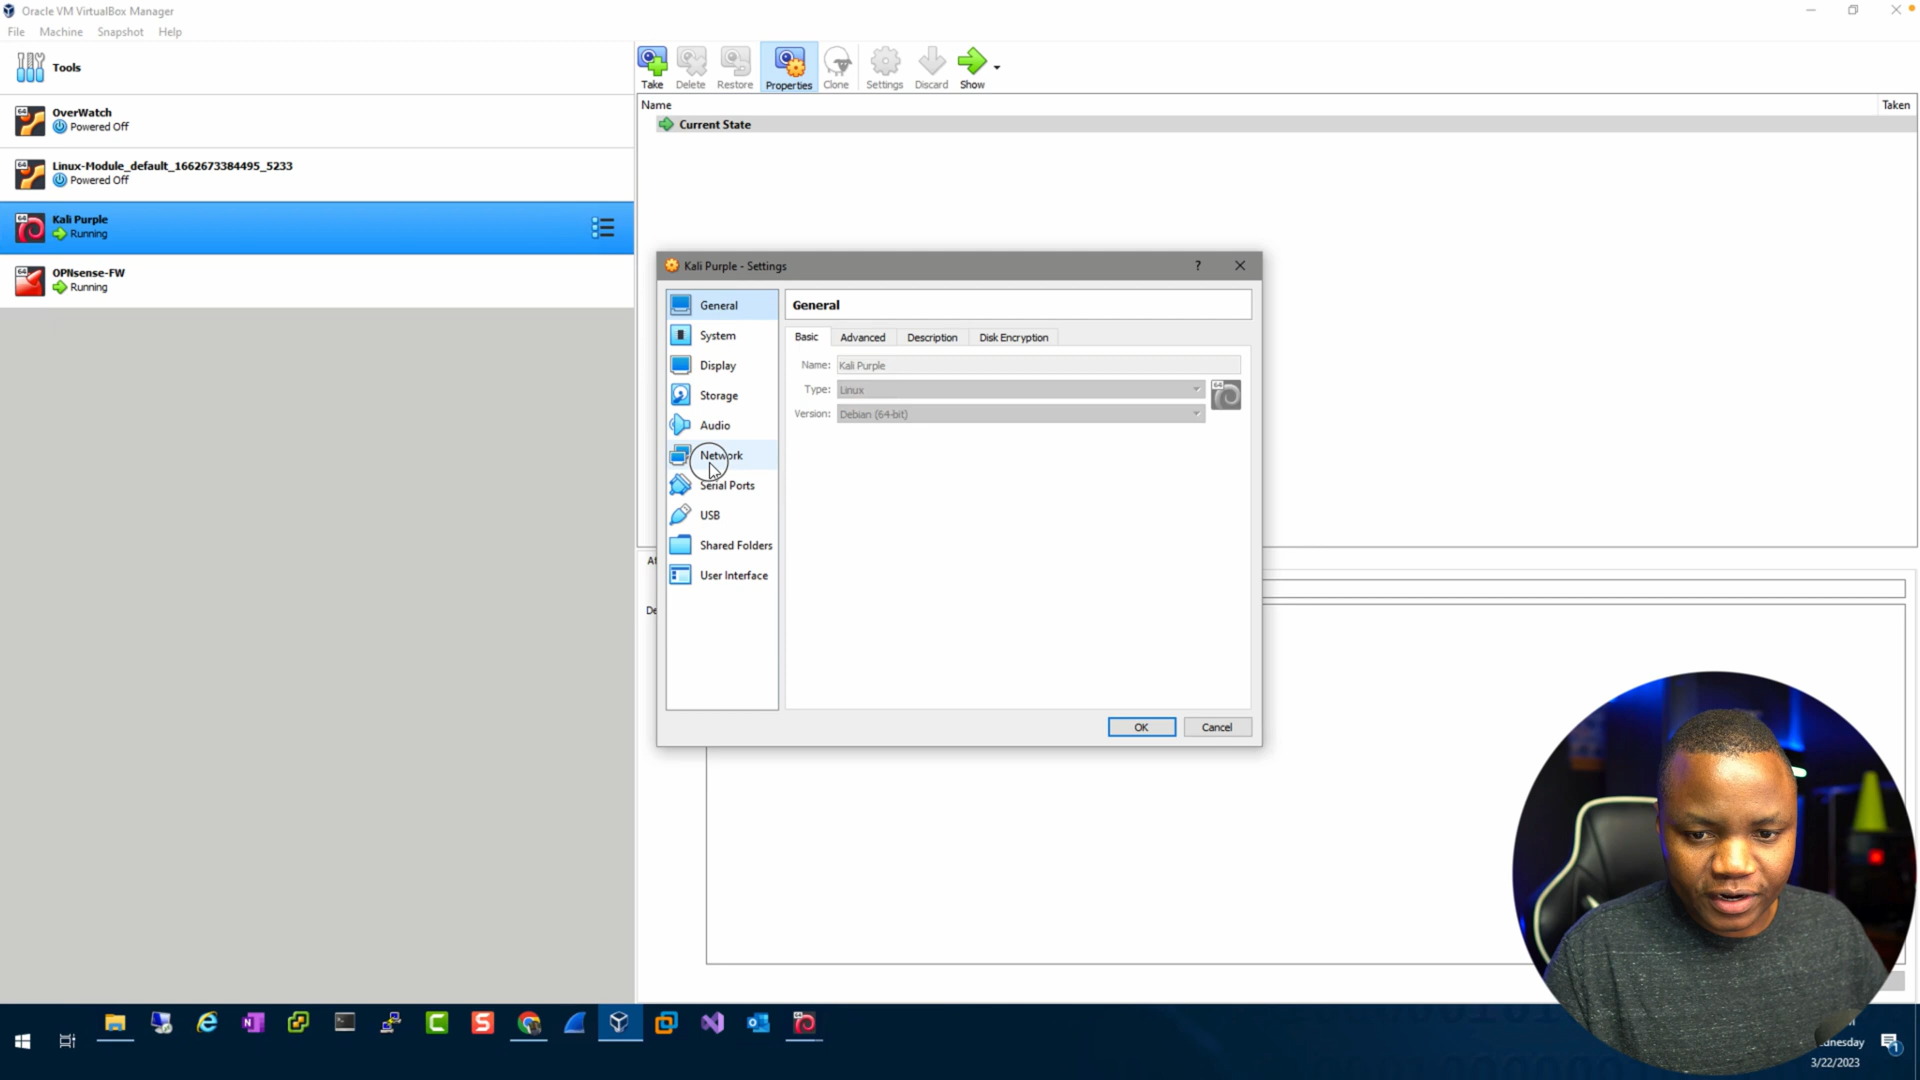 Oracle VM VirtualBox Manager
File Machine Snapshot Help
Tools
OverWatch
Powered Off
Linux-Module_default_1662673384495_5233
Powered Off
Kali Purple
Running
OPNsense-FW
Running
Take Delete Restore Properties Clone Settings Discard Show
Name Taken
Current State
Kali Purple - Settings
General
System
Display
Storage
Audio
Network
Serial Ports
USB
Shared Folders
User Interface
General
Basic Advanced Description Disk Encryption
Name: Kali Purple
Type: Linux
Version: Debian (64-bit)
OK Cancel
3/22/2023